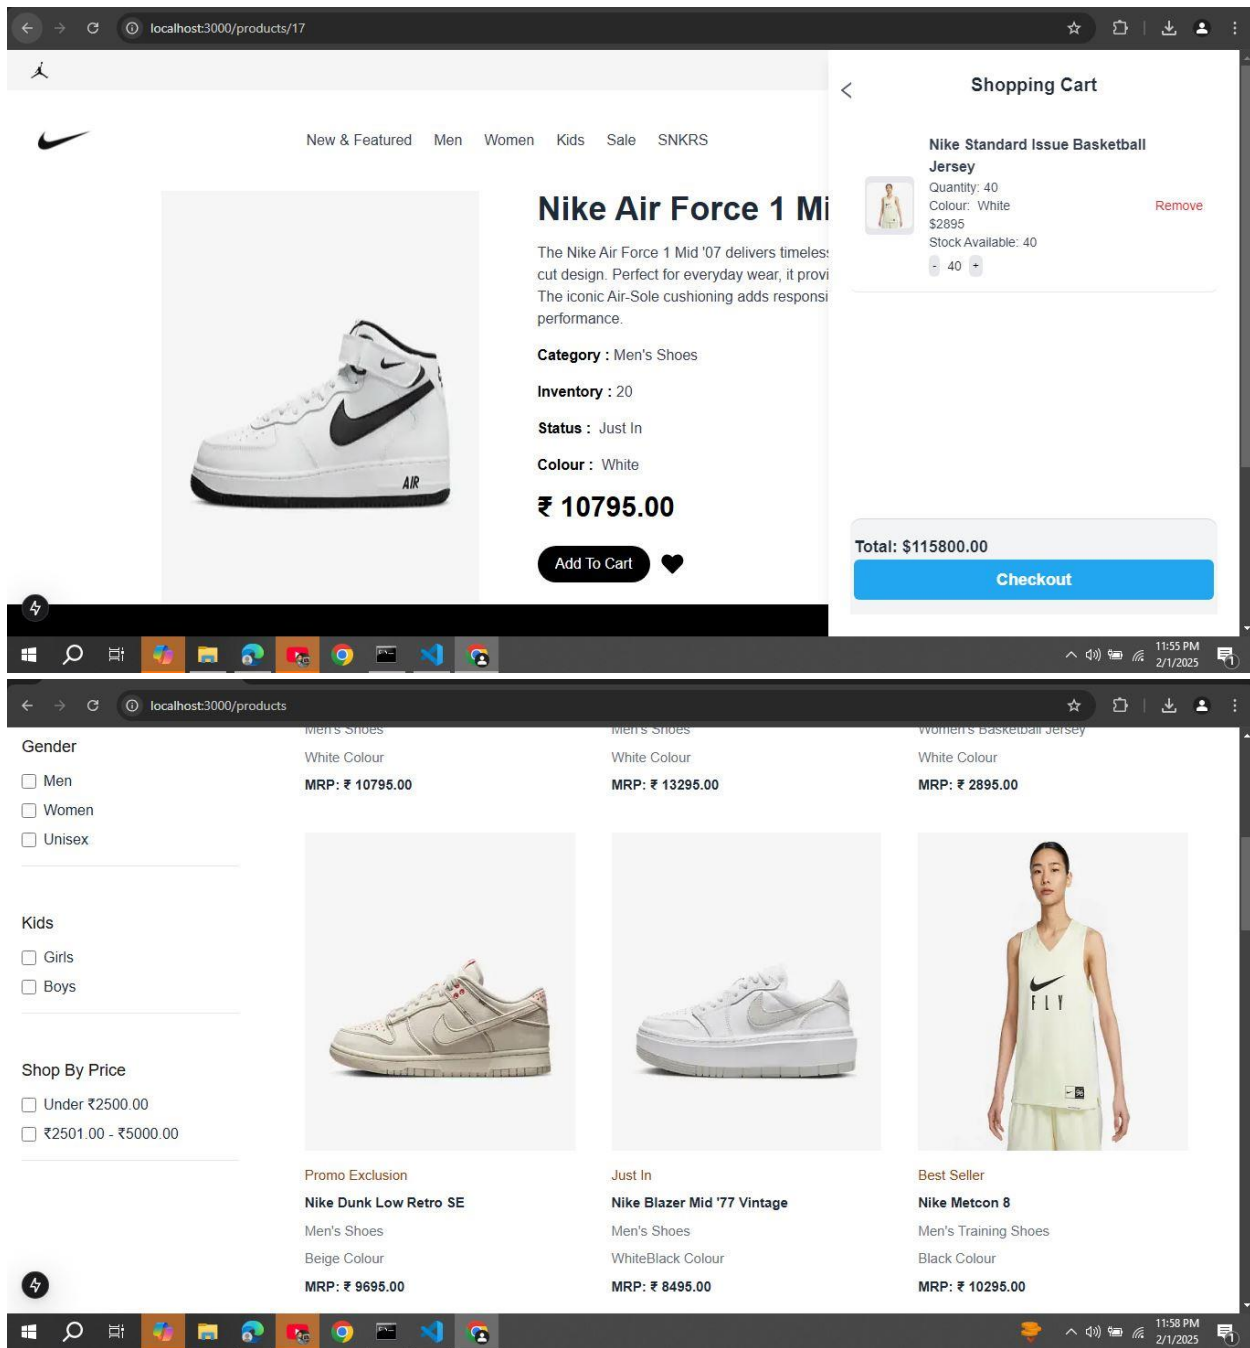 localhost:3000/products/17
New & Featured Men Women Kids Sale SNKRS
Nike Air Force 1 Mi
The Nike Air Force 1 Mid '07 delivers timeles
cut design. Perfect for everyday wear, it provi
The iconic Air-Sole cushioning adds responsi
performance.
Category : Men's Shoes
Inventory : 20
Status : Just In
Colour : White
₹ 10795.00
Add To Cart
AIR
Shopping Cart
Nike Standard Issue Basketball
Jersey
Quantity: 40
Colour: White
$2895
Stock Available: 40
- 40 +
Remove
Total: $115800.00
Checkout
11:55 PM
2/1/2025
1
localhost:3000/products
Gender
Men
Women
Unisex
Kids
Girls
Boys
Shop By Price
Under ₹2500.00
₹2501.00 - ₹5000.00
Men's Shoes
White Colour
MRP: ₹ 10795.00
Men's Shoes
White Colour
MRP: ₹ 13295.00
Women's Basketball Jersey
White Colour
MRP: ₹ 2895.00
Promo Exclusion
Nike Dunk Low Retro SE
Men's Shoes
Beige Colour
MRP: ₹ 9695.00
Just In
Nike Blazer Mid '77 Vintage
Men's Shoes
WhiteBlack Colour
MRP: ₹ 8495.00
FLY
Best Seller
Nike Metcon 8
Men's Training Shoes
Black Colour
MRP: ₹ 10295.00
11:58 PM
2/1/2025
1